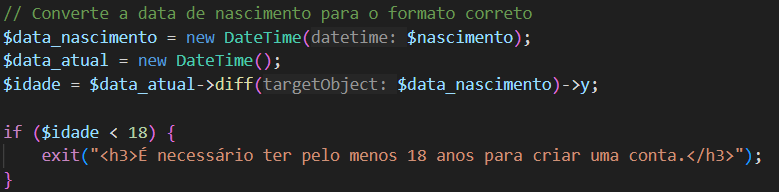 // Converte a data de nascimento para o formato correto
$data_nascimento = new DateTime(datetime: $nascimento);
$data_atual = new DateTime();
$idade = $data_atual->diff(targetObject: $data_nascimento)->y;
if ($idade < 18) {
exit("<h3>É necessário ter pelo menos 18 anos para criar uma conta.</h3>");
}